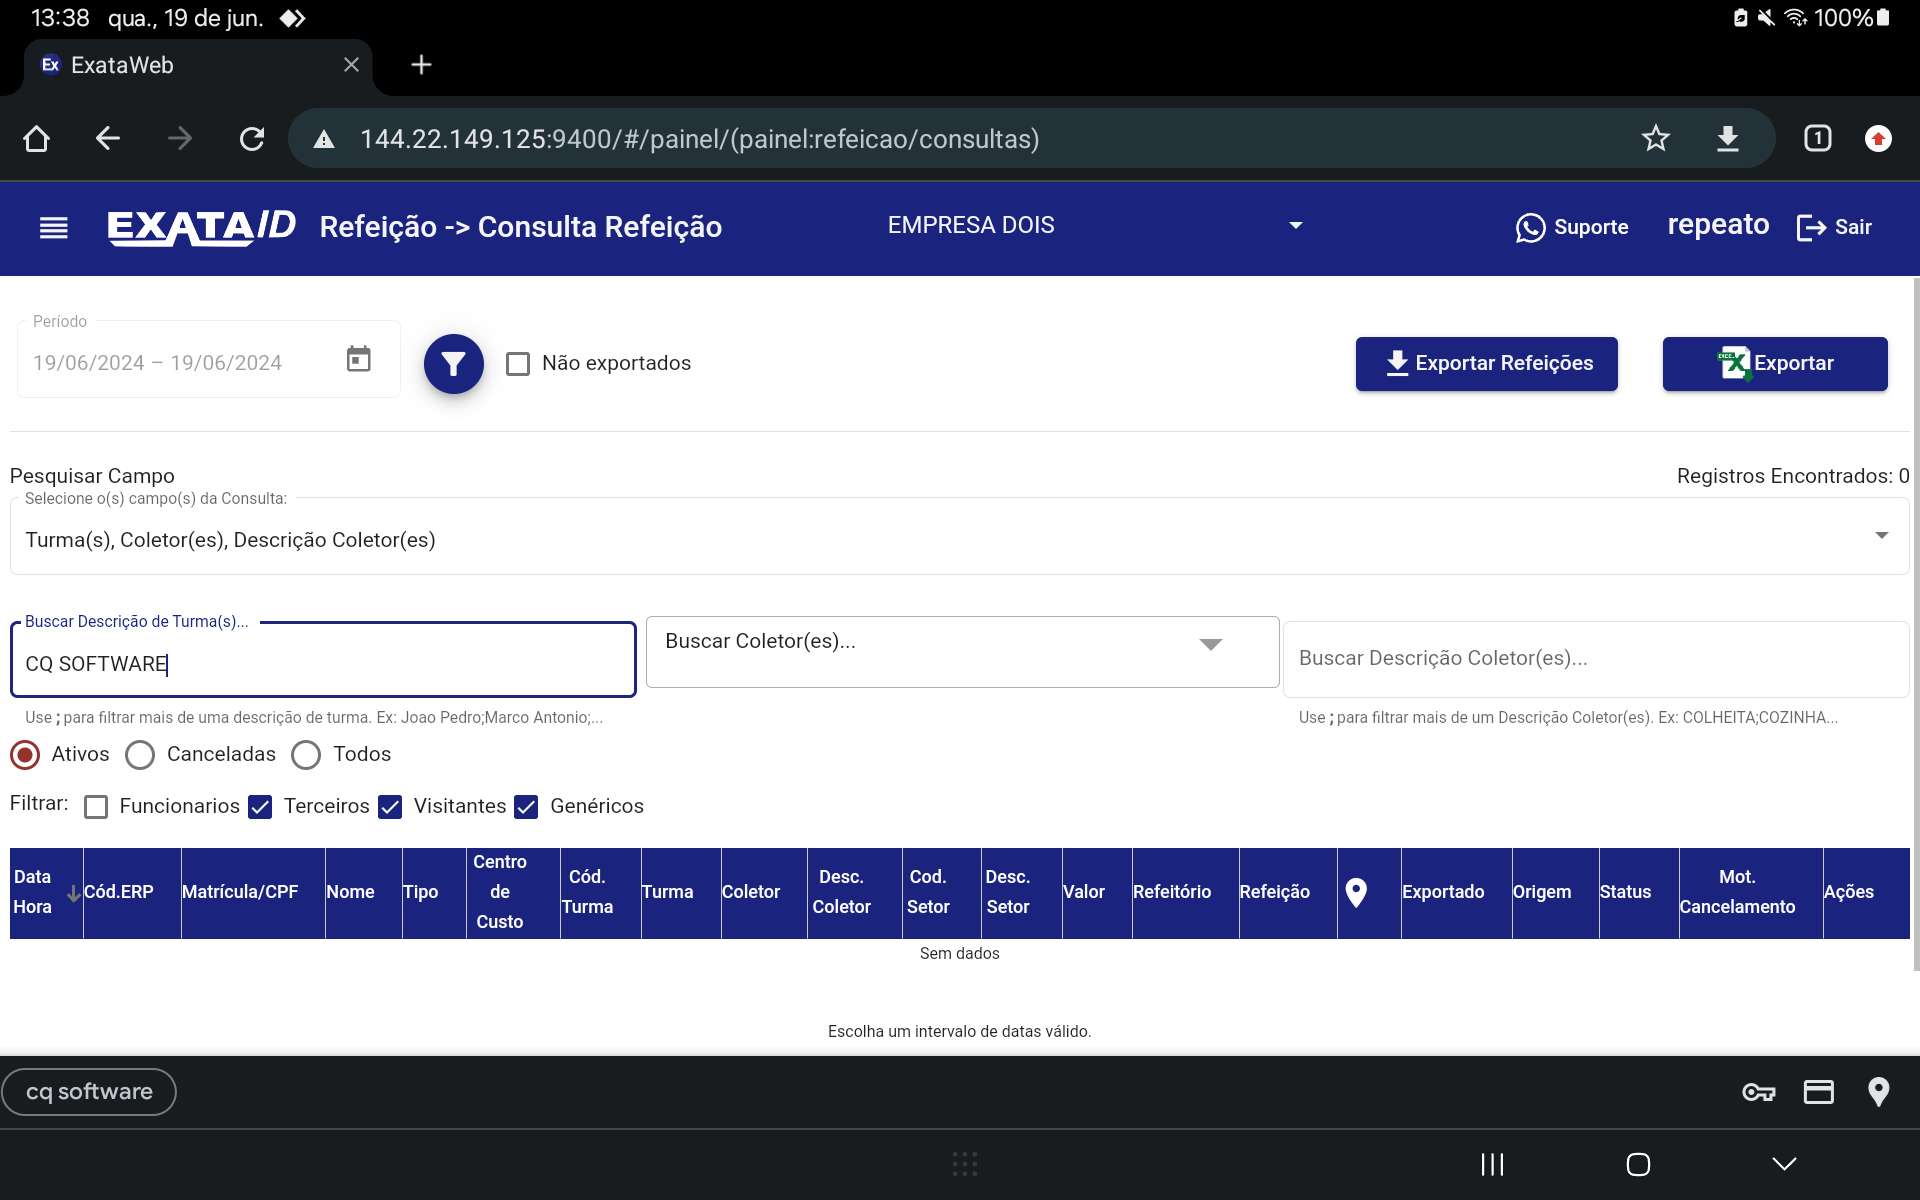 13:38 qua., 19 de jun. 100%
Ex ExataWeb
144.22.149.125:9400/#/painel/(painel:refeicao/consultas) 1
EXATA ID Refeição -> Consulta Refeição EMPRESA DOIS Suporte repeato Sair
Período
19/06/2024 – 19/06/2024 Não exportados Exportar Refeições Exportar
Pesquisar Campo Registros Encontrados: 0
Selecione o(s) campo(s) da Consulta:
Turma(s), Coletor(es), Descrição Coletor(es)
Buscar Descrição de Turma(s)...
CQ SOFTWARE Buscar Coletor(es)... Buscar Descrição Coletor(es)...
Use ; para filtrar mais de uma descrição de turma. Ex: Joao Pedro;Marco Antonio;... Use ; para filtrar mais de um Descrição Coletor(es). Ex: COLHEITA;COZINHA...
Ativos Canceladas Todos
Filtrar: Funcionarios Terceiros Visitantes Genéricos
Data Hora Cód.ERP Matrícula/CPF Nome Tipo Centro de Custo Cód. Turma Turma Coletor Desc. Coletor Cod. Setor Desc. Setor Valor Refeitório Refeição Exportado Origem Status Mot. Cancelamento Ações
Sem dados
Escolha um intervalo de datas válido.
cq software